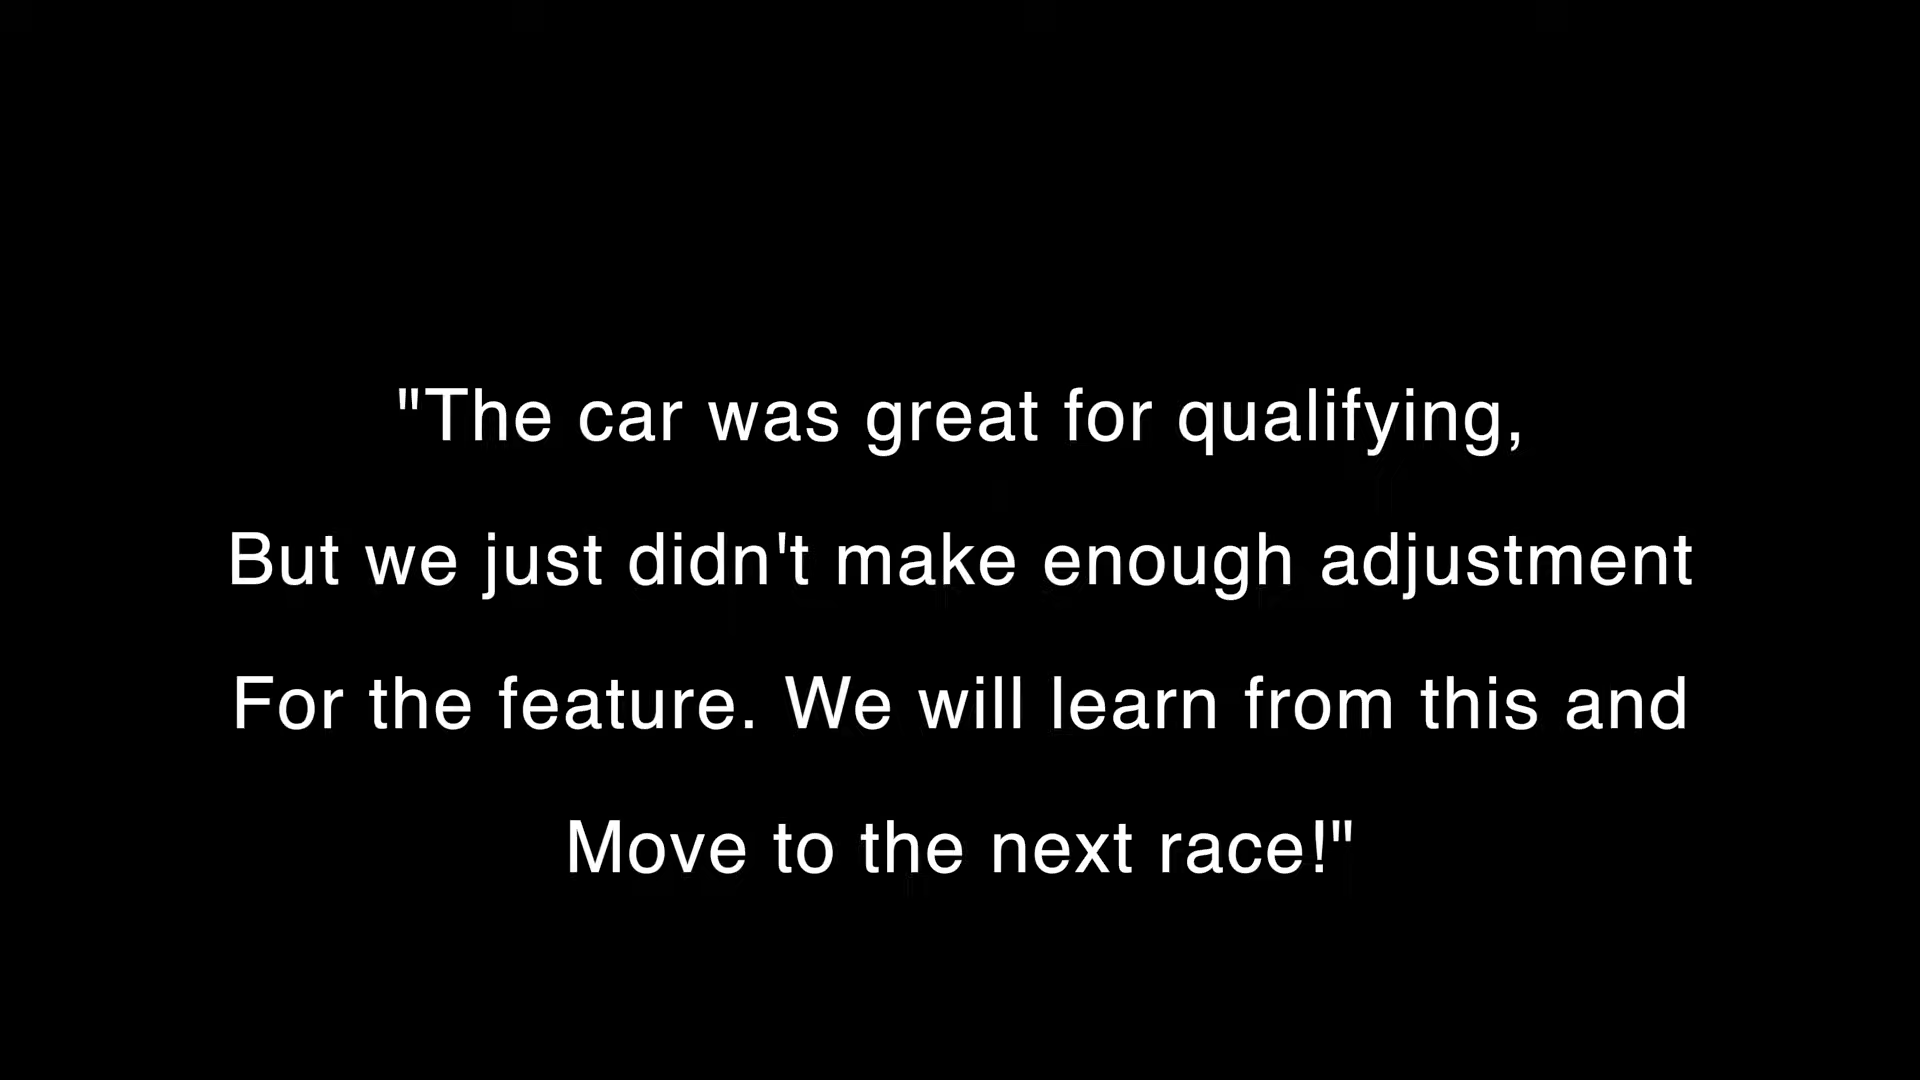 "The car was great for qualifying,
But we just didn't make enough adjustment
For the feature. We will learn from this and
Move to the next race!"